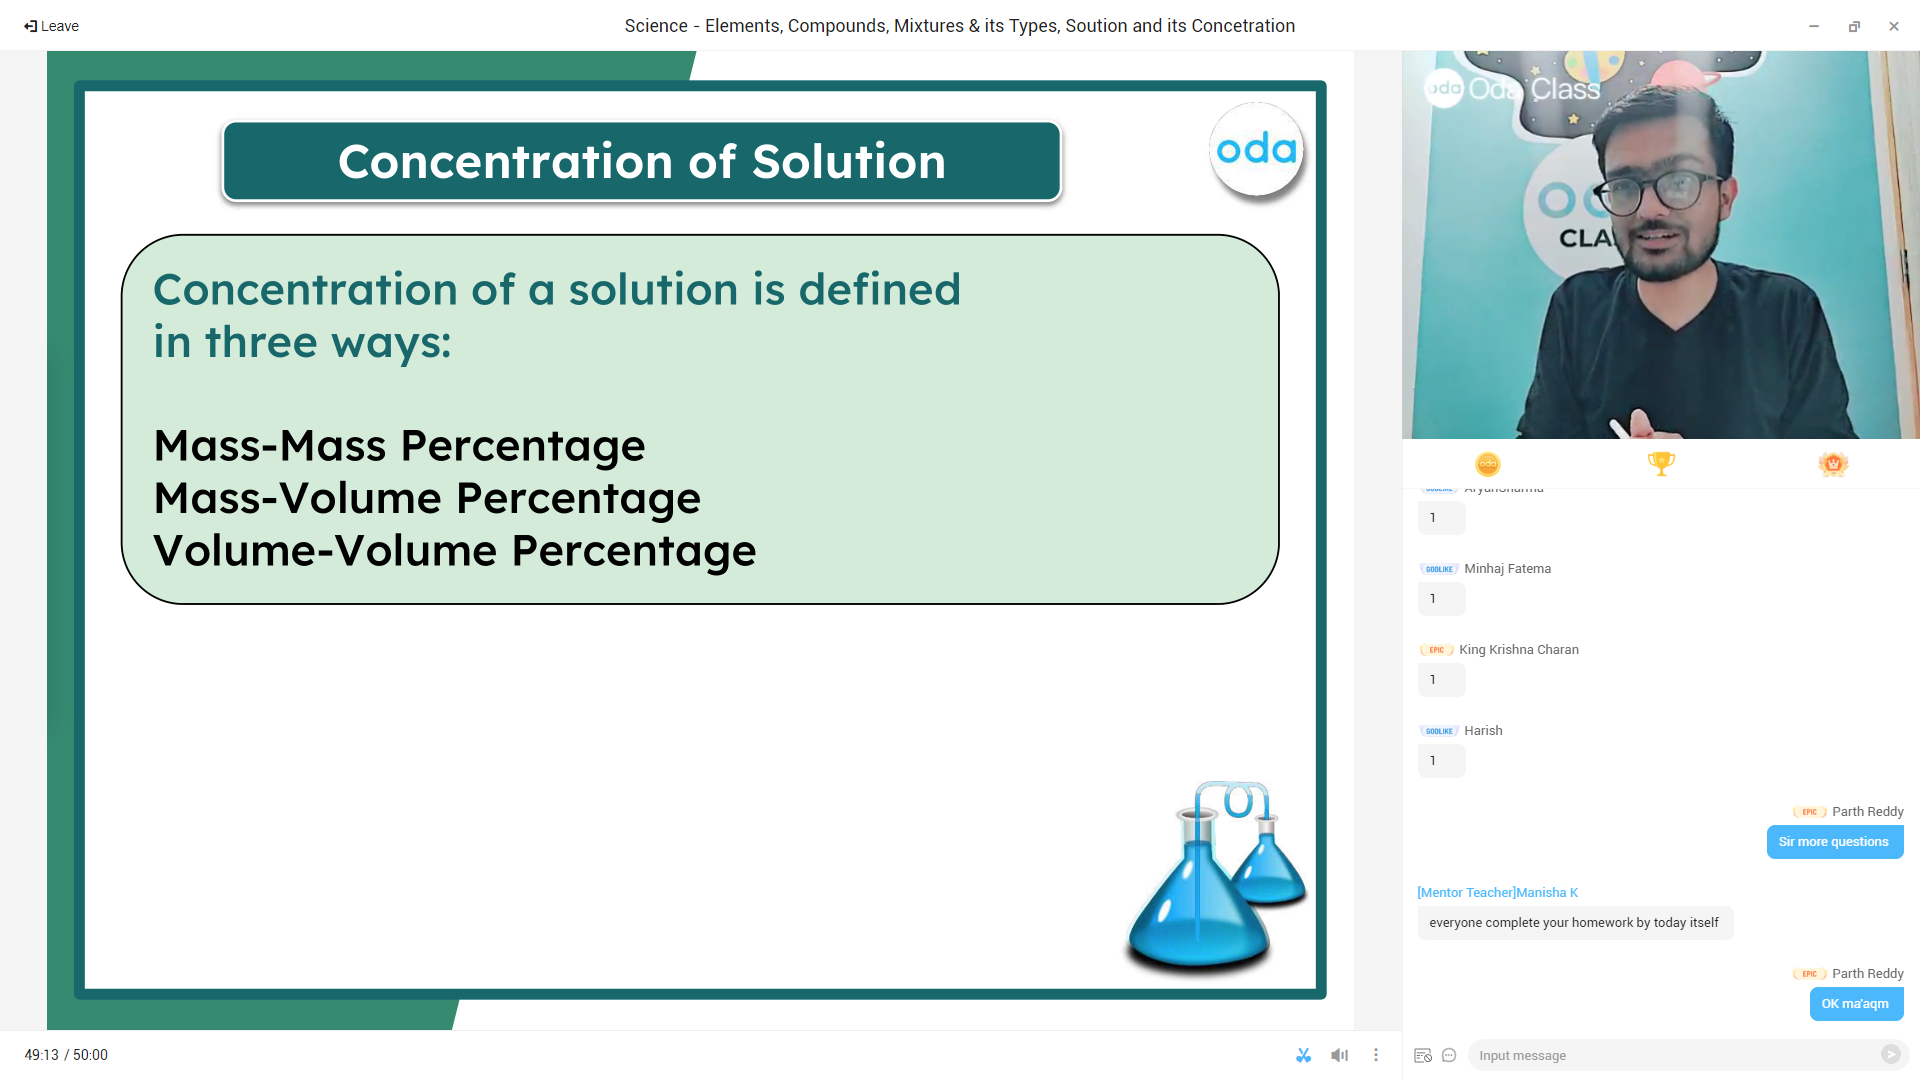 Leave
Science - Elements, Compounds, Mixtures & its Types, Soution and its Concetration
Concentration of Solution
oda
Concentration of a solution is defined
in three ways:
Mass-Mass Percentage
Mass-Volume Percentage
Volume-Volume Percentage
49:13 / 50:00
oda Oda Class
CLA
oda
GODLIKE AryanSharma
1
GODLIKE Minhaj Fatema
1
EPIC King Krishna Charan
1
GODLIKE Harish
1
EPIC Parth Reddy
Sir more questions
[Mentor Teacher]Manisha K
everyone complete your homework by today itself
EPIC Parth Reddy
OK ma'aqm
Input message